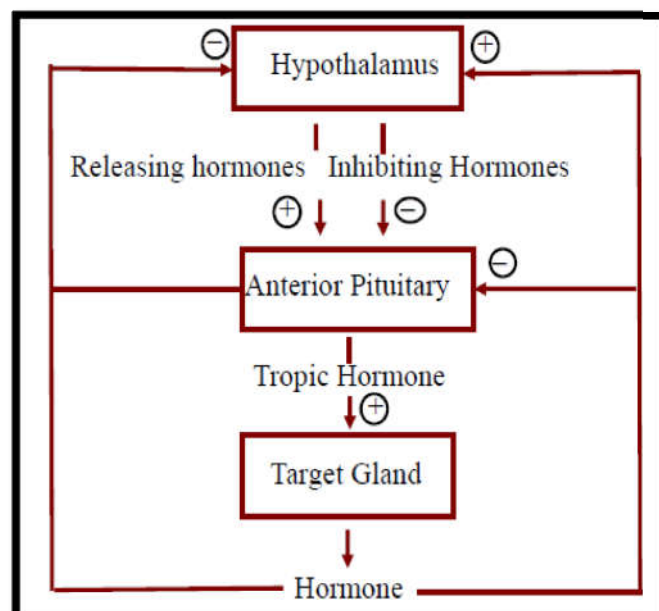 Hypothalamus
Releasing hormones Inhibiting Hormones
Anterior Pituitary
Tropic Hormone
Target Gland
Hormone